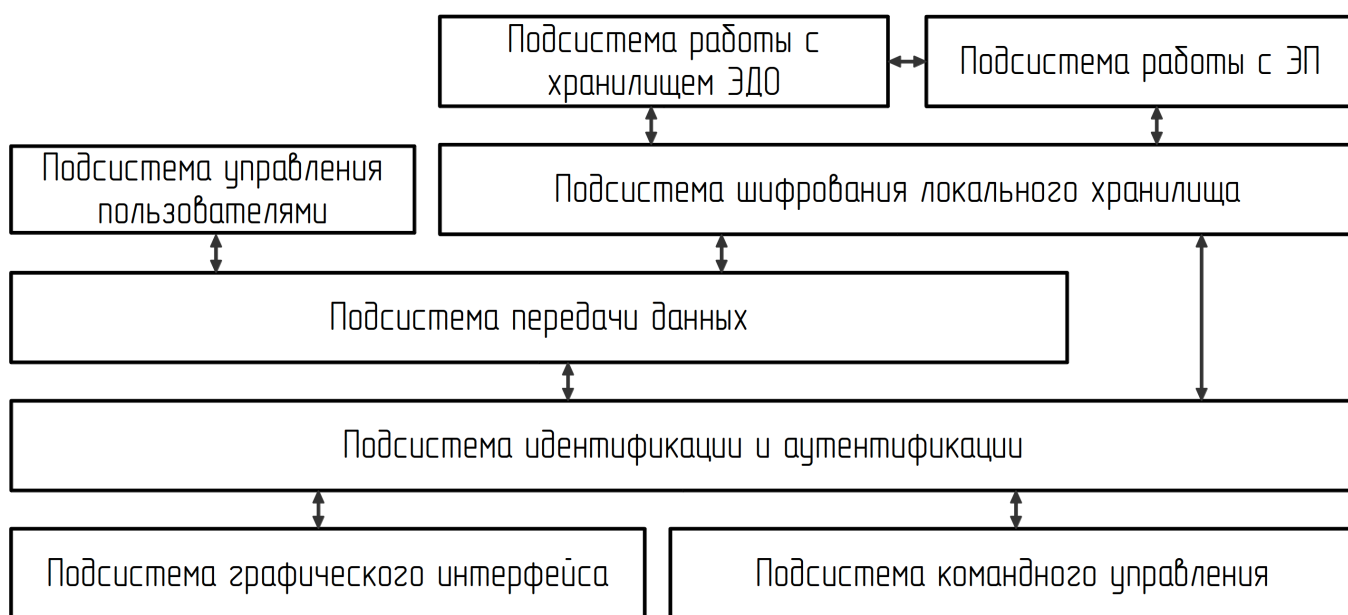 Подсистема работы с
хранилищем ЭДО
Подсистема работы с ЭП
Подсистема управления
пользователями
Подсистема шифрования локального хранилища
Подсистема передачи данных
Подсистема идентификации и аутентификации
Подсистема графического интерфейса
Подсистема командного управления